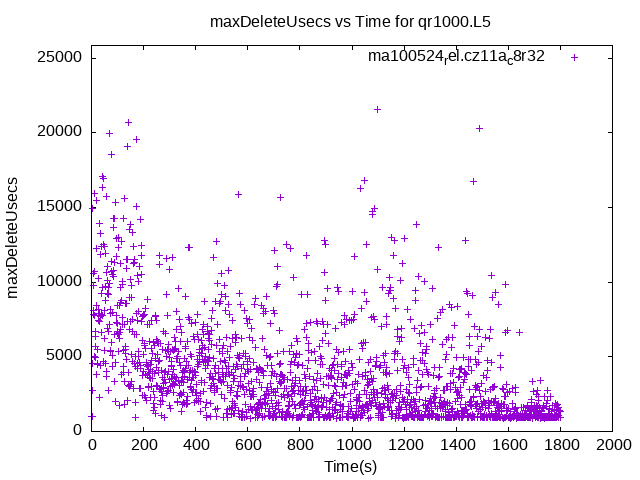 maxDeleteUsecs vs Time for qr1000.L5
ma100524rel.cz11ac8r32
25000
20000
15000
10000
5000
0
maxDeleteUsecs
0 200 400 600 800 1000 1200 1400 1600 1800 2000
Time(s)